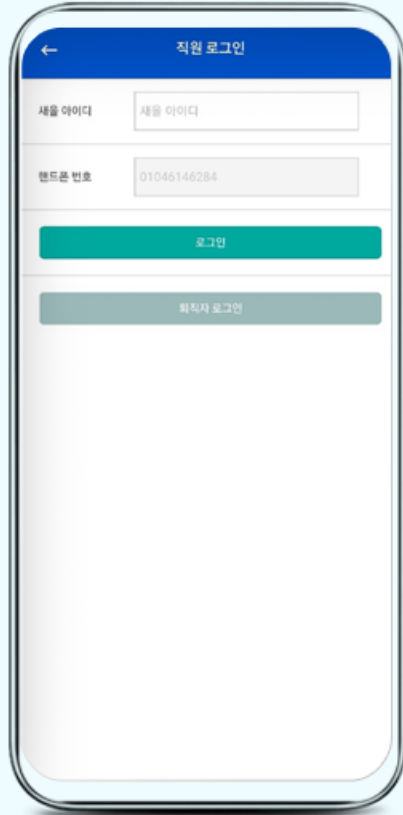 ← 직원 로그인
새올 아이디 새올 아이디
핸드폰 번호 01046146284
로그인
퇴직자 로그인